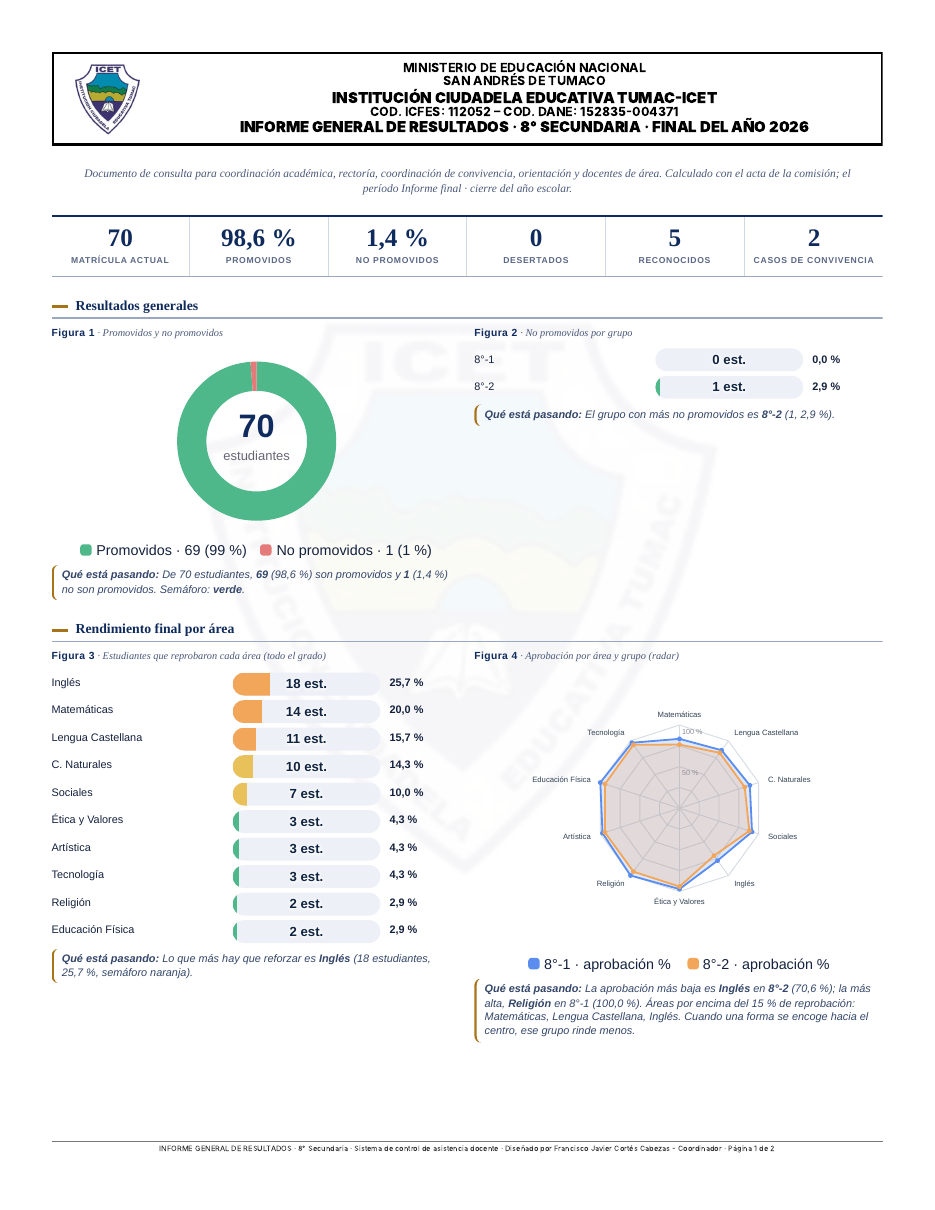 ICET
INSTITUCIÓN CIUDADELA EDUCATIVA TUMAC
MINISTERIO DE EDUCACIÓN NACIONAL
SAN ANDRÉS DE TUMACO
INSTITUCIÓN CIUDADELA EDUCATIVA TUMAC-ICET
COD. ICFES: 112052 – COD. DANE: 152835-004371
INFORME GENERAL DE RESULTADOS · 8° SECUNDARIA · FINAL DEL AÑO 2026
Documento de consulta para coordinación académica, rectoría, coordinación de convivencia, orientación y docentes de área. Calculado con el acta de la comisión; el
período Informe final · cierre del año escolar.
70
MATRÍCULA ACTUAL
98,6 %
PROMOVIDOS
1,4 %
NO PROMOVIDOS
0
DESERTADOS
5
RECONOCIDOS
2
CASOS DE CONVIVENCIA
Resultados generales
Figura 1 · Promovidos y no promovidos
70
estudiantes
Promovidos · 69 (99 %) No promovidos · 1 (1 %)
Qué está pasando: De 70 estudiantes, 69 (98,6 %) son promovidos y 1 (1,4 %)
no son promovidos. Semáforo: verde.
Figura 2 · No promovidos por grupo
8°-1 0 est. 0,0 %
8°-2 1 est. 2,9 %
Qué está pasando: El grupo con más no promovidos es 8°-2 (1, 2,9 %).
Rendimiento final por área
Figura 3 · Estudiantes que reprobaron cada área (todo el grado)
Inglés 18 est. 25,7 %
Matemáticas 14 est. 20,0 %
Lengua Castellana 11 est. 15,7 %
C. Naturales 10 est. 14,3 %
Sociales 7 est. 10,0 %
Ética y Valores 3 est. 4,3 %
Artística 3 est. 4,3 %
Tecnología 3 est. 4,3 %
Religión 2 est. 2,9 %
Educación Física 2 est. 2,9 %
Qué está pasando: Lo que más hay que reforzar es Inglés (18 estudiantes,
25,7 %, semáforo naranja).
Figura 4 · Aprobación por área y grupo (radar)
Matemáticas
Tecnología 100 % Lengua Castellana
50 %
Educación Física C. Naturales
Artística Sociales
Religión Inglés
Ética y Valores
8°-1 · aprobación % 8°-2 · aprobación %
Qué está pasando: La aprobación más baja es Inglés en 8°-2 (70,6 %); la más
alta, Religión en 8°-1 (100,0 %). Áreas por encima del 15 % de reprobación:
Matemáticas, Lengua Castellana, Inglés. Cuando una forma se encoge hacia el
centro, ese grupo rinde menos.
INFORME GENERAL DE RESULTADOS · 8° Secundaria · Sistema de control de asistencia docente · Diseñado por Francisco Javier Cortés Cabezas – Coordinador · Página 1 de 2